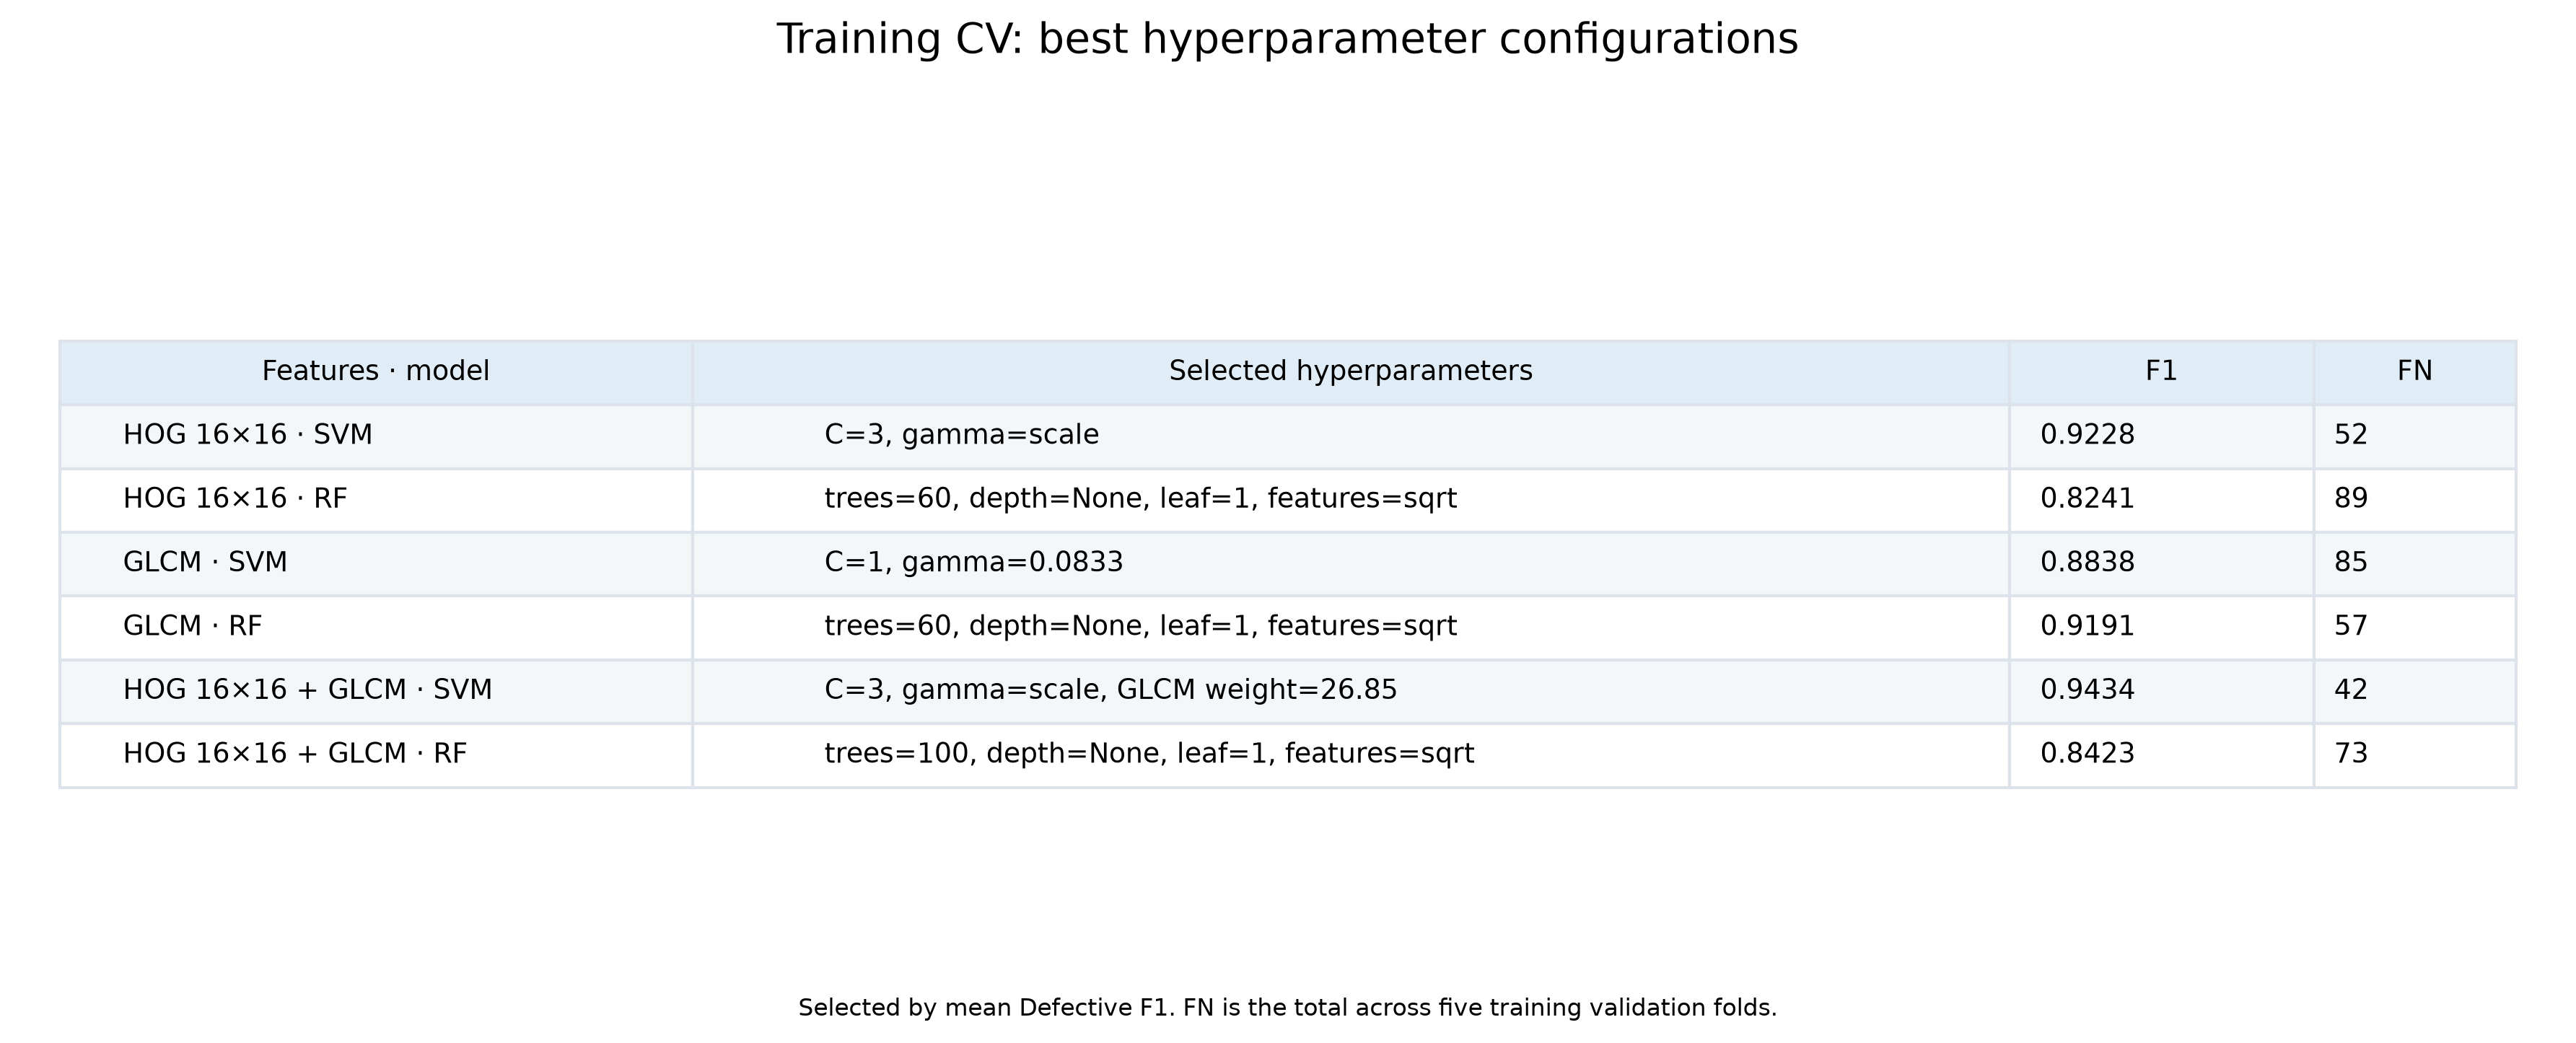 Training CV: best hyperparameter configurations
Features · model Selected hyperparameters F1 FN
HOG 16×16 · SVM C=3, gamma=scale 0.9228 52
HOG 16×16 · RF trees=60, depth=None, leaf=1, features=sqrt 0.8241 89
GLCM · SVM C=1, gamma=0.0833 0.8838 85
GLCM · RF trees=60, depth=None, leaf=1, features=sqrt 0.9191 57
HOG 16×16 + GLCM · SVM C=3, gamma=scale, GLCM weight=26.85 0.9434 42
HOG 16×16 + GLCM · RF trees=100, depth=None, leaf=1, features=sqrt 0.8423 73
Selected by mean Defective F1. FN is the total across five training validation folds.